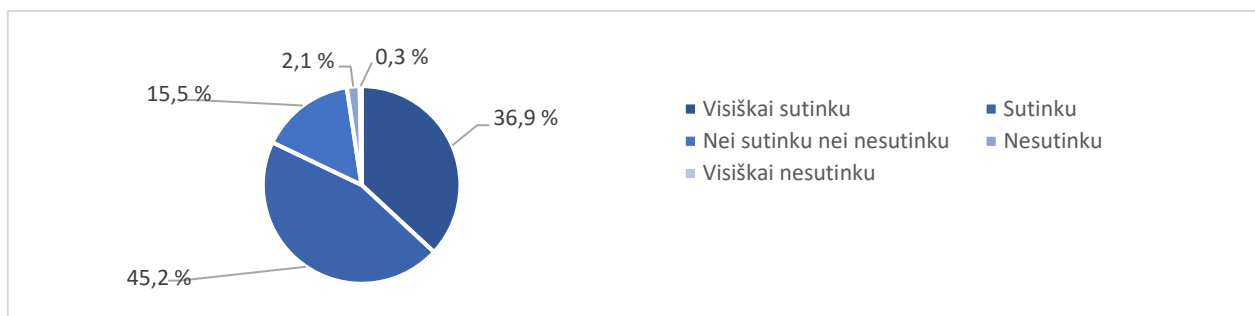 2,1 %
0,3 %
15,5 %
36,9 %
45,2 %
Visiškai sutinku
Sutinku
Nei sutinku nei nesutinku
Nesutinku
Visiškai nesutinku